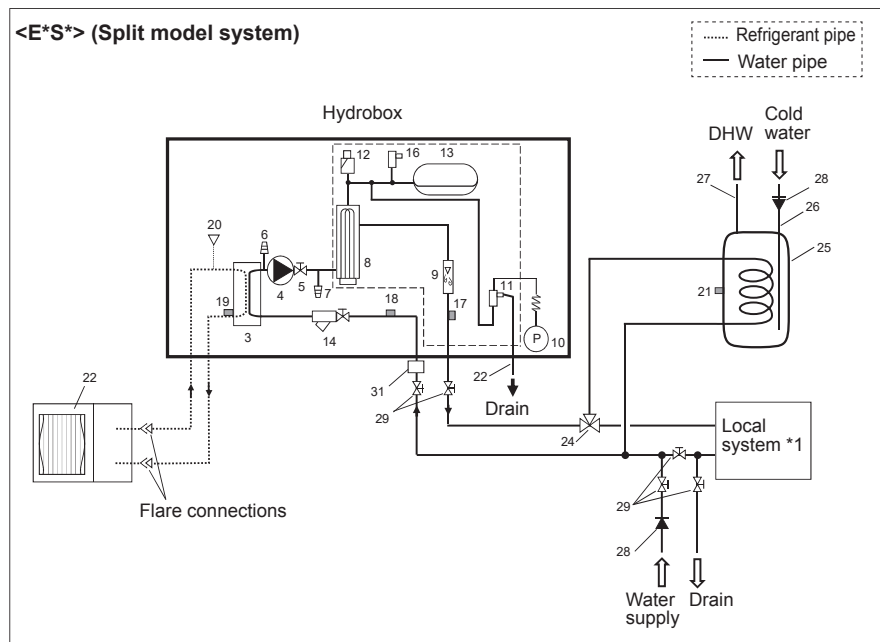 <E*S*> (Split model system)
Refrigerant pipe
Water pipe
Hydrobox
DHW
Cold
water
12
16
13
27
28
26
20
6
25
8
9
4
5
7
11
21
19
18
17
3
14
P
10
22
31
22
29
Drain
24
Local
system *1
Flare connections
29
28
Water
supply
Drain